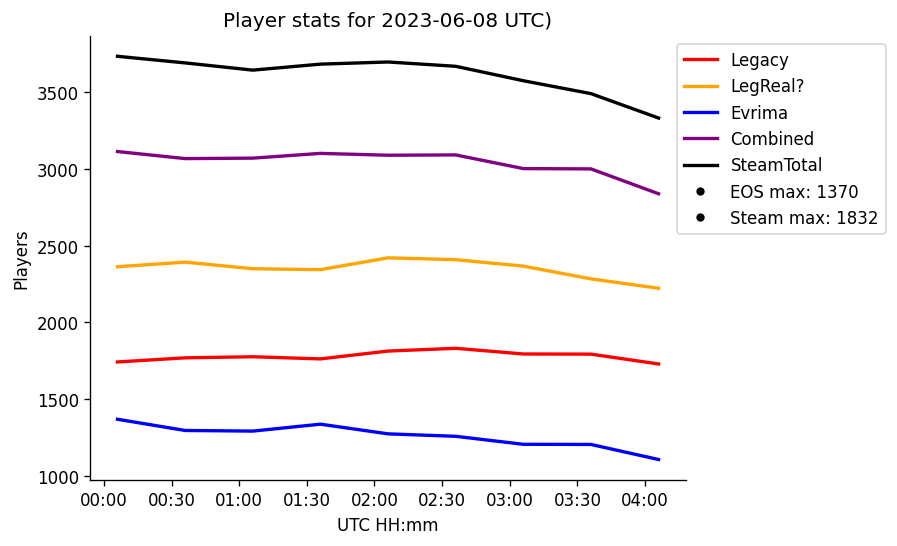 Player stats for 2023-06-08 UTC)
Legacy
LegReal?
Evrima
Combined
SteamTotal
EOS max: 1370
Steam max: 1832
Players
3500
3000
2500
2000
1500
1000
00:00 00:30 01:00 01:30 02:00 02:30 03:00 03:30 04:00
UTC HH:mm